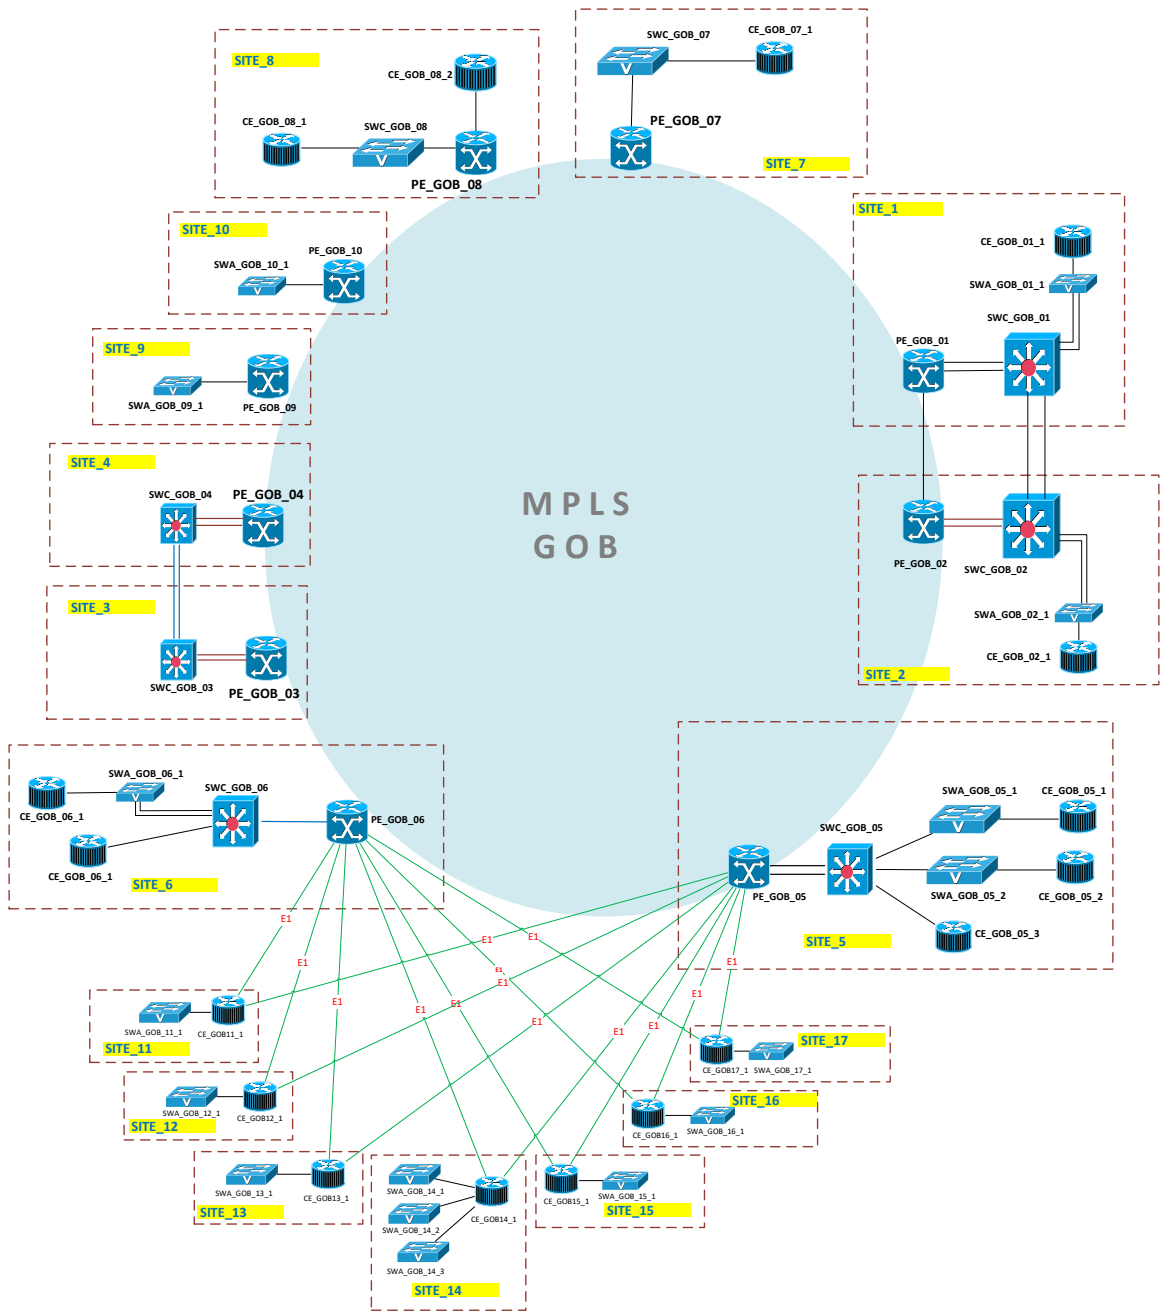 SWC_GOB_07
CE_GOB_07_1
PE_GOB_07
SITE_7
SITE_8
CE_GOB_08_2
CE_GOB_08_1
SWC_GOB_08
PE_GOB_08
SITE_10
PE_GOB_10
SWA_GOB_10_1
SITE_1
CE_GOB_01_1
SWA_GOB_01_1
SWC_GOB_01
PE_GOB_01
SITE_9
SWA_GOB_09_1
PE_GOB_09
SITE_4
SWC_GOB_04
PE_GOB_04
MPLS
GOB
PE_GOB_02
SWC_GOB_02
SWA_GOB_02_1
CE_GOB_02_1
SITE_2
SITE_3
SWC_GOB_03
PE_GOB_03
SWA_GOB_06_1
SWC_GOB_06
CE_GOB_06_1
PE_GOB_06
CE_GOB_06_1
SITE_6
SWA_GOB_05_1
CE_GOB_05_1
SWC_GOB_05
PE_GOB_05
SWA_GOB_05_2
CE_GOB_05_2
CE_GOB_05_3
SITE_5
E1
E1
E1
E1
E1
E1
E1
E1
E1
E1
E1
E1
E1
E1
SWA_GOB_11_1
CE_GOB11_1
SITE_11
SWA_GOB_12_1
CE_GOB12_1
SITE_12
SWA_GOB_13_1
CE_GOB13_1
SITE_13
SWA_GOB_14_1
SWA_GOB_14_2
CE_GOB14_1
SWA_GOB_14_3
SITE_14
CE_GOB15_1
SWA_GOB_15_1
SITE_15
SITE_16
CE_GOB16_1
SWA_GOB_16_1
SITE_17
CE_GOB17_1
SWA_GOB_17_1